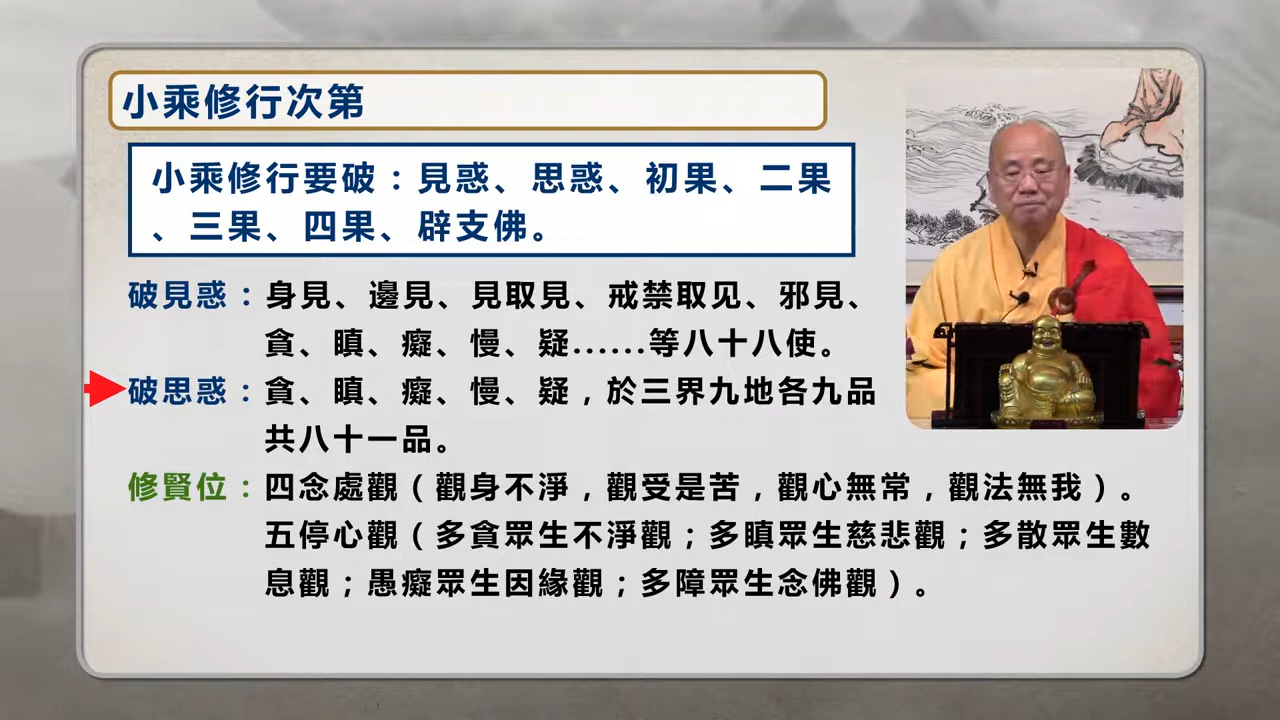 小乘修行次第
小乘修行要破：見惑、思惑、初果、二果
、三果、四果、辟支佛。
破見惑：身見、邊見、見取見、戒禁取见、邪見、
貪、瞋、癡、慢、疑......等八十八使。
破思惑：貪、瞋、癡、慢、疑，於三界九地各九品
共八十一品。
修賢位：四念處觀（觀身不淨，觀受是苦，觀心無常，觀法無我）。
五停心觀（多貪眾生不淨觀；多瞋眾生慈悲觀；多散眾生數
息觀；愚癡眾生因緣觀；多障眾生念佛觀）。